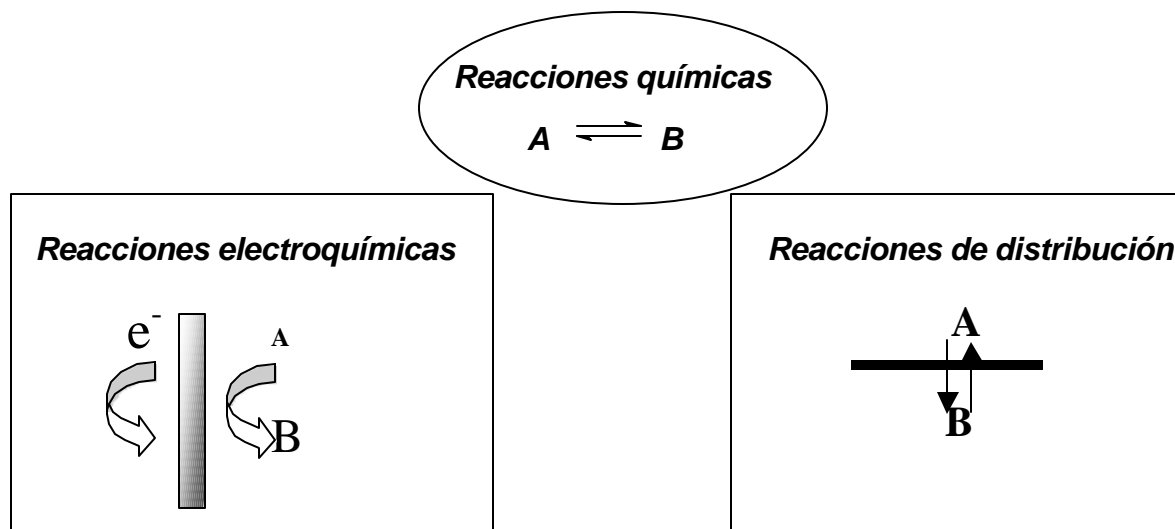 Reacciones químicas
A ⇌ B
Reacciones electroquímicas
e⁻
A
B
Reacciones de distribución
A
B